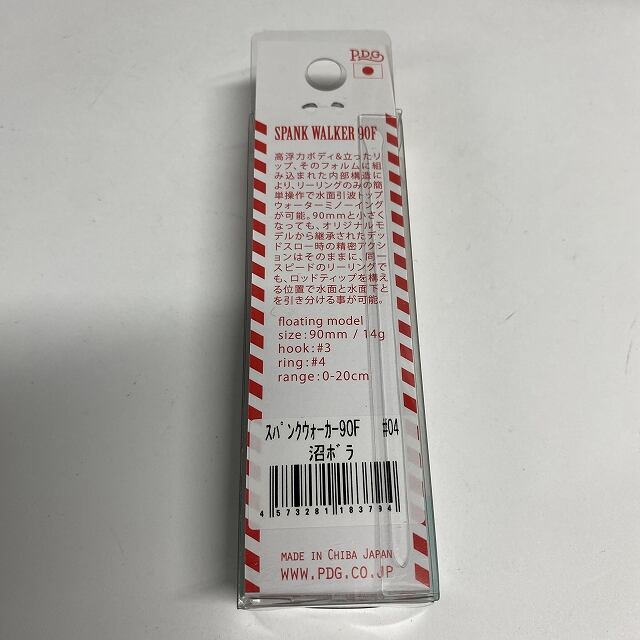 P.D.G
SPANK WALKER 90F
高浮力ボディ&立ったリ
ップ、そのフォルムに組
み込まれた内部構造に
より、リーリングのみの簡
単操作で水面引波トップ
ウォーターミノーイング
が可能。90mmと小さく
なっても、オリジナルモ
デルから継承されたデッ
ドスロー時の精密アクシ
ョンはそのままに、同一
スピードのリーリングで
も、ロッドティップを構え
る位置で水面と水面下と
を引き分ける事が可能。
floating model
size: 90mm / 14g
hook: #3
ring: #4
range: 0-20cm
スパンクウォーカー90F #04
沼ボラ
4 573281 183794
MADE IN CHIBA JAPAN
WWW.PDG.CO.JP